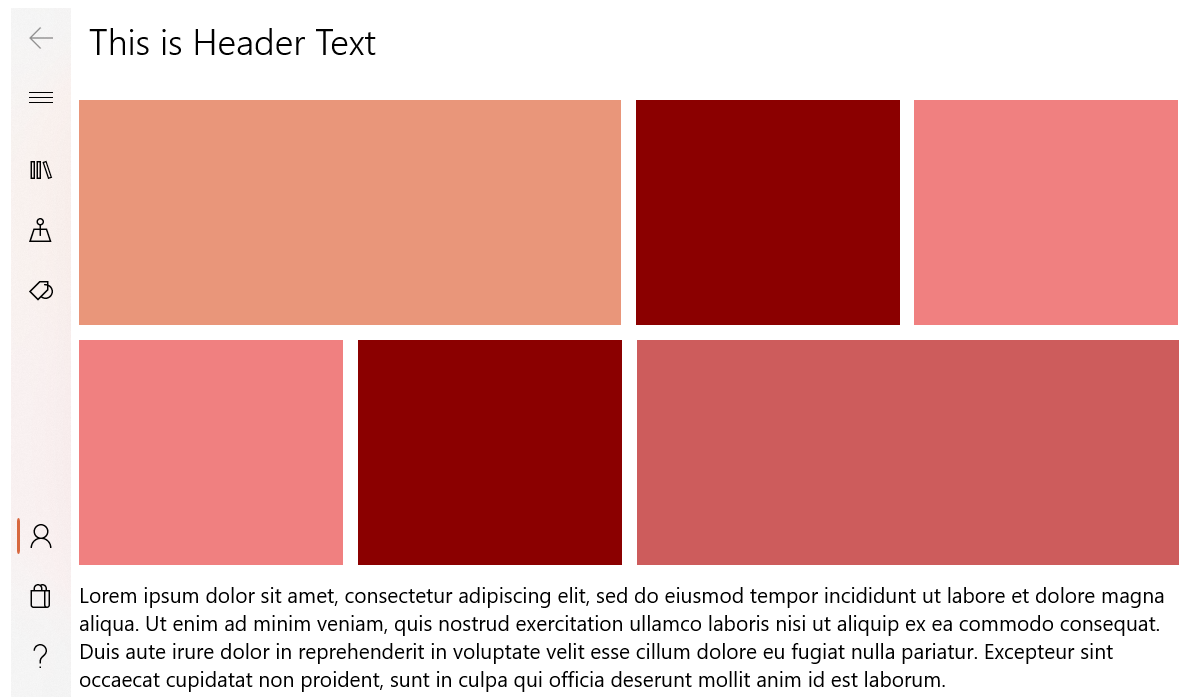 This is Header Text
Lorem ipsum dolor sit amet, consectetur adipiscing elit, sed do eiusmod tempor incididunt ut labore et dolore magna
aliqua. Ut enim ad minim veniam, quis nostrud exercitation ullamco laboris nisi ut aliquip ex ea commodo consequat.
Duis aute irure dolor in reprehenderit in voluptate velit esse cillum dolore eu fugiat nulla pariatur. Excepteur sint
occaecat cupidatat non proident, sunt in culpa qui officia deserunt mollit anim id est laborum.